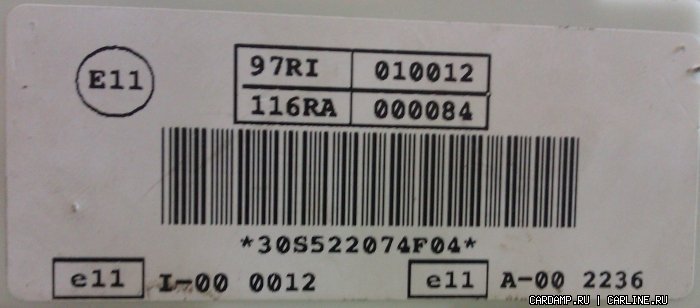 E11
97RI 010012
116RA 000084
*30S522074F04*
e11 I-00 0012 e11 A-00 2236
CARDAMP.RU | CARLINE.RU